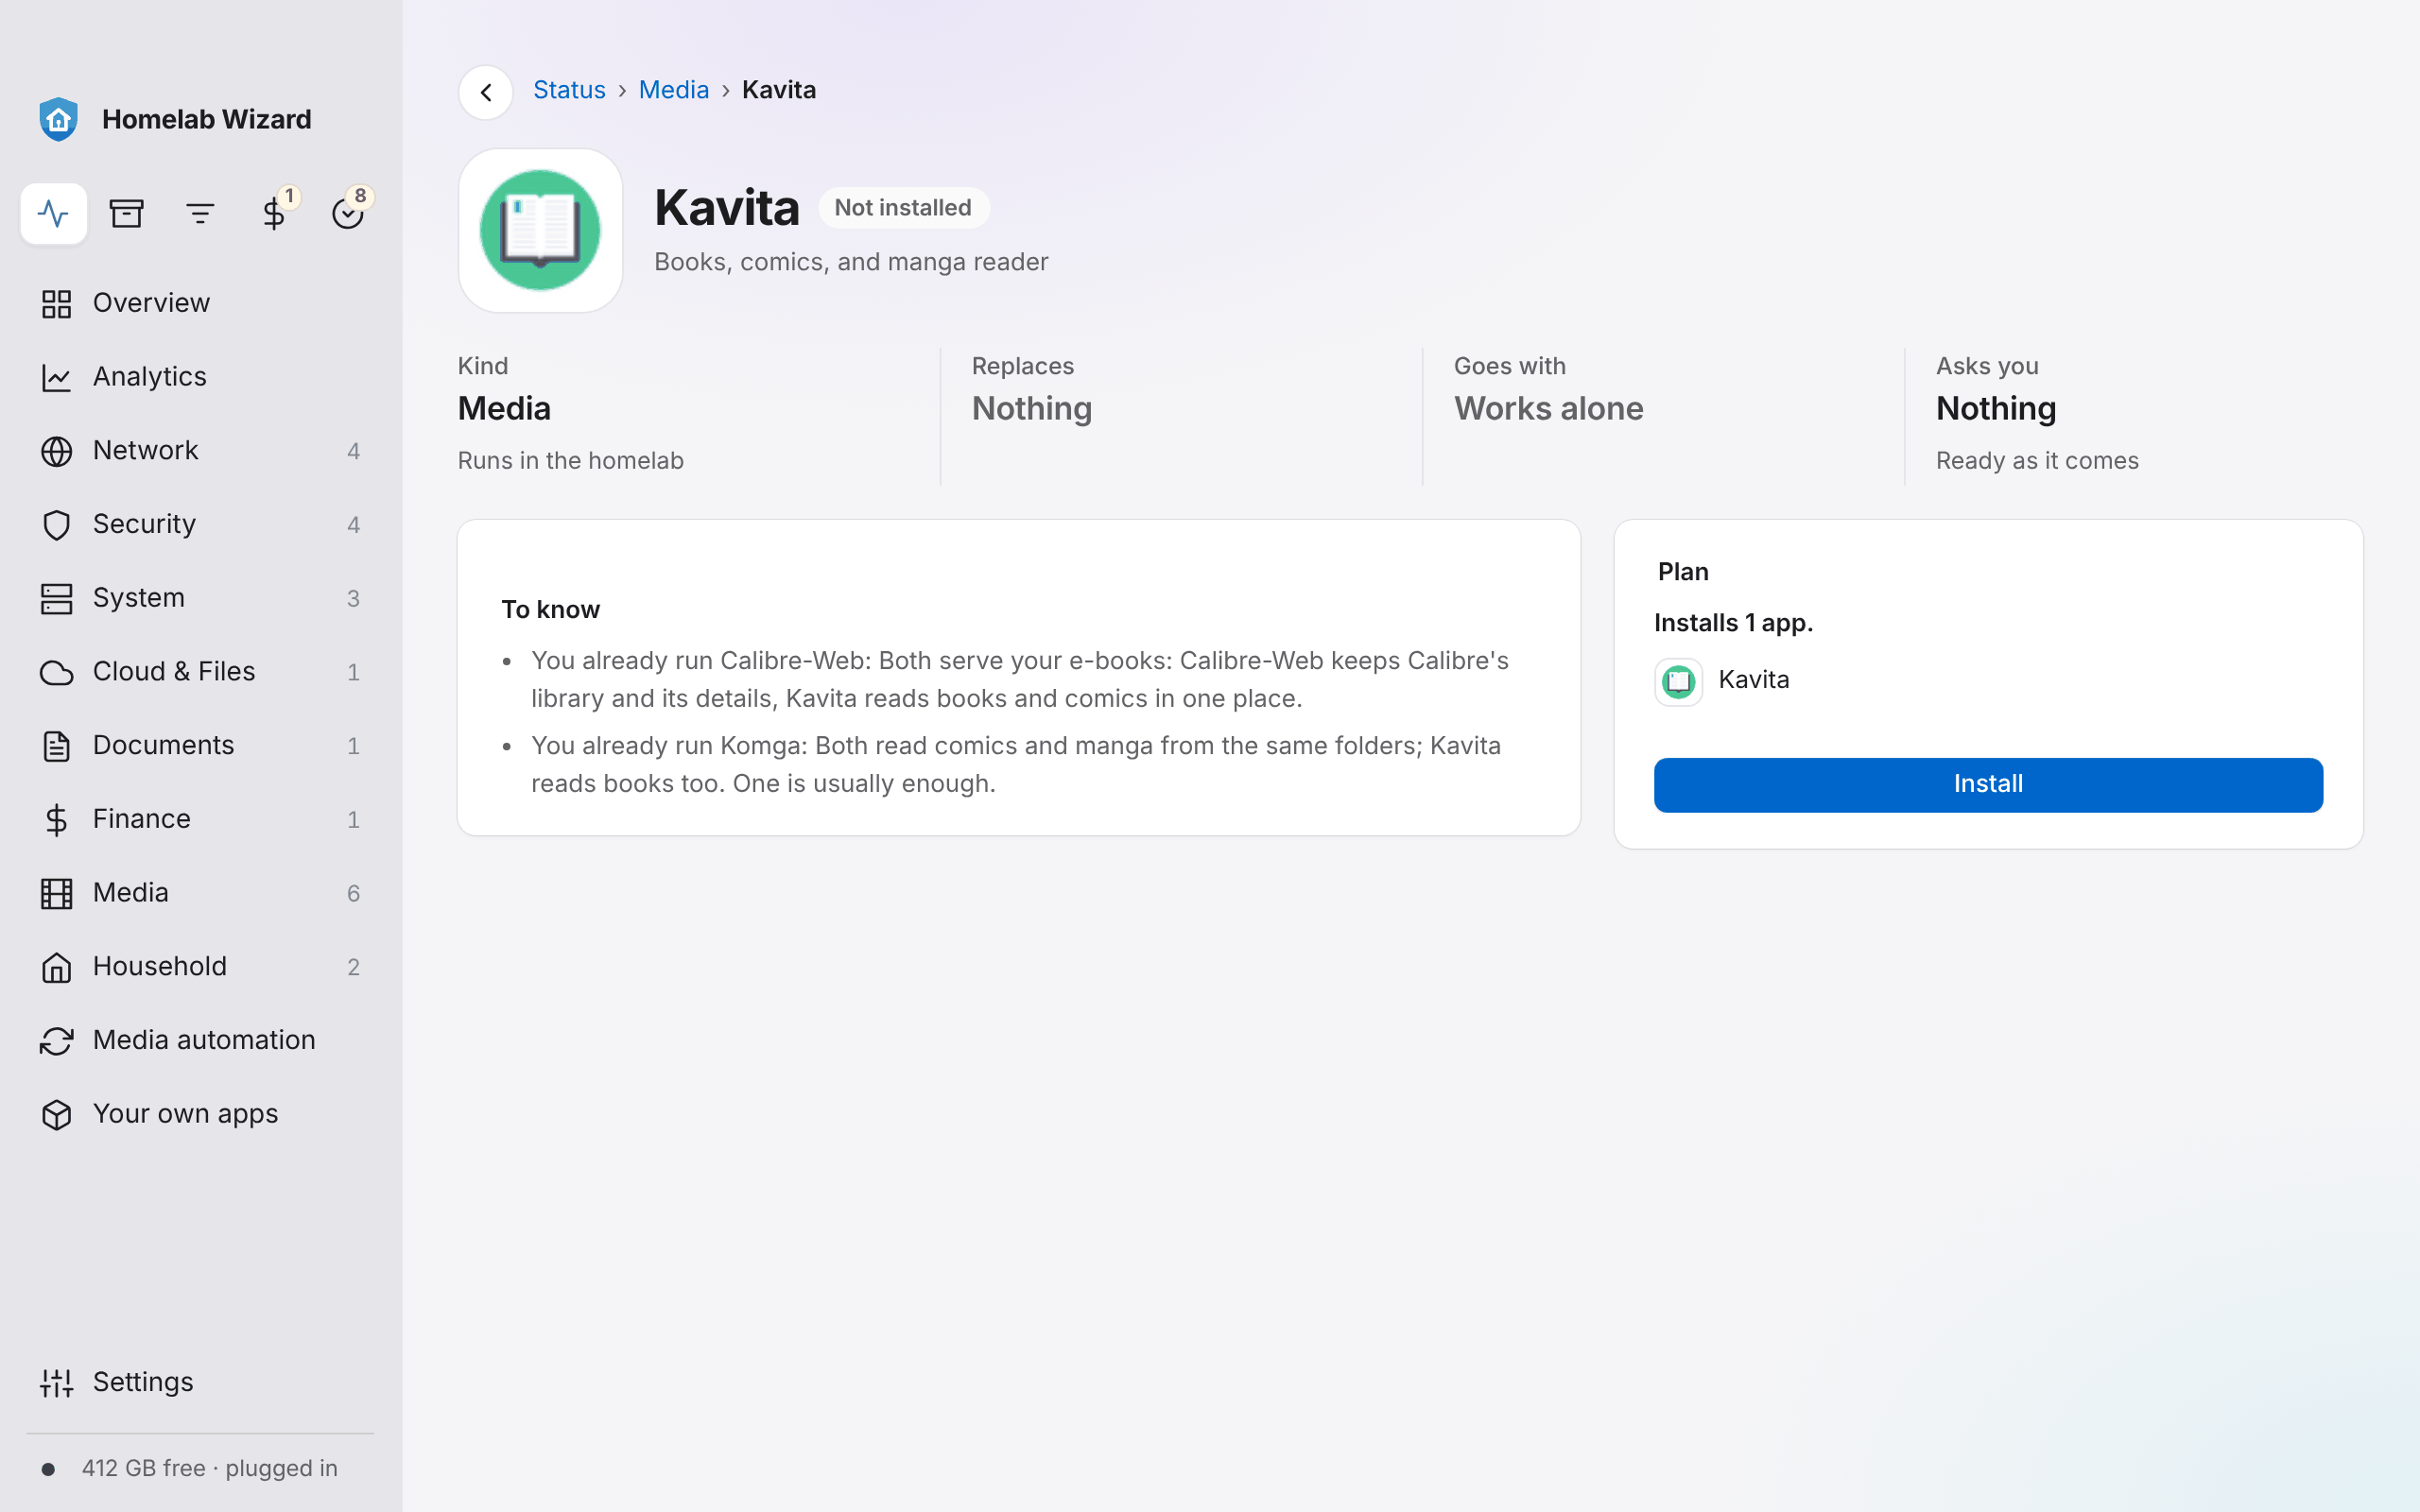 Homelab Wizard
1
8
Overview
Analytics
Network 4
Security 4
System 3
Cloud & Files 1
Documents 1
Finance 1
Media 6
Household 2
Media automation
Your own apps
Settings
412 GB free · plugged in
Status › Media › Kavita
Kavita Not installed
Books, comics, and manga reader
Kind
Media
Runs in the homelab
Replaces
Nothing
Goes with
Works alone
Asks you
Nothing
Ready as it comes
To know
• You already run Calibre-Web: Both serve your e-books: Calibre-Web keeps Calibre's
library and its details, Kavita reads books and comics in one place.
• You already run Komga: Both read comics and manga from the same folders; Kavita
reads books too. One is usually enough.
Plan
Installs 1 app.
Kavita
Install